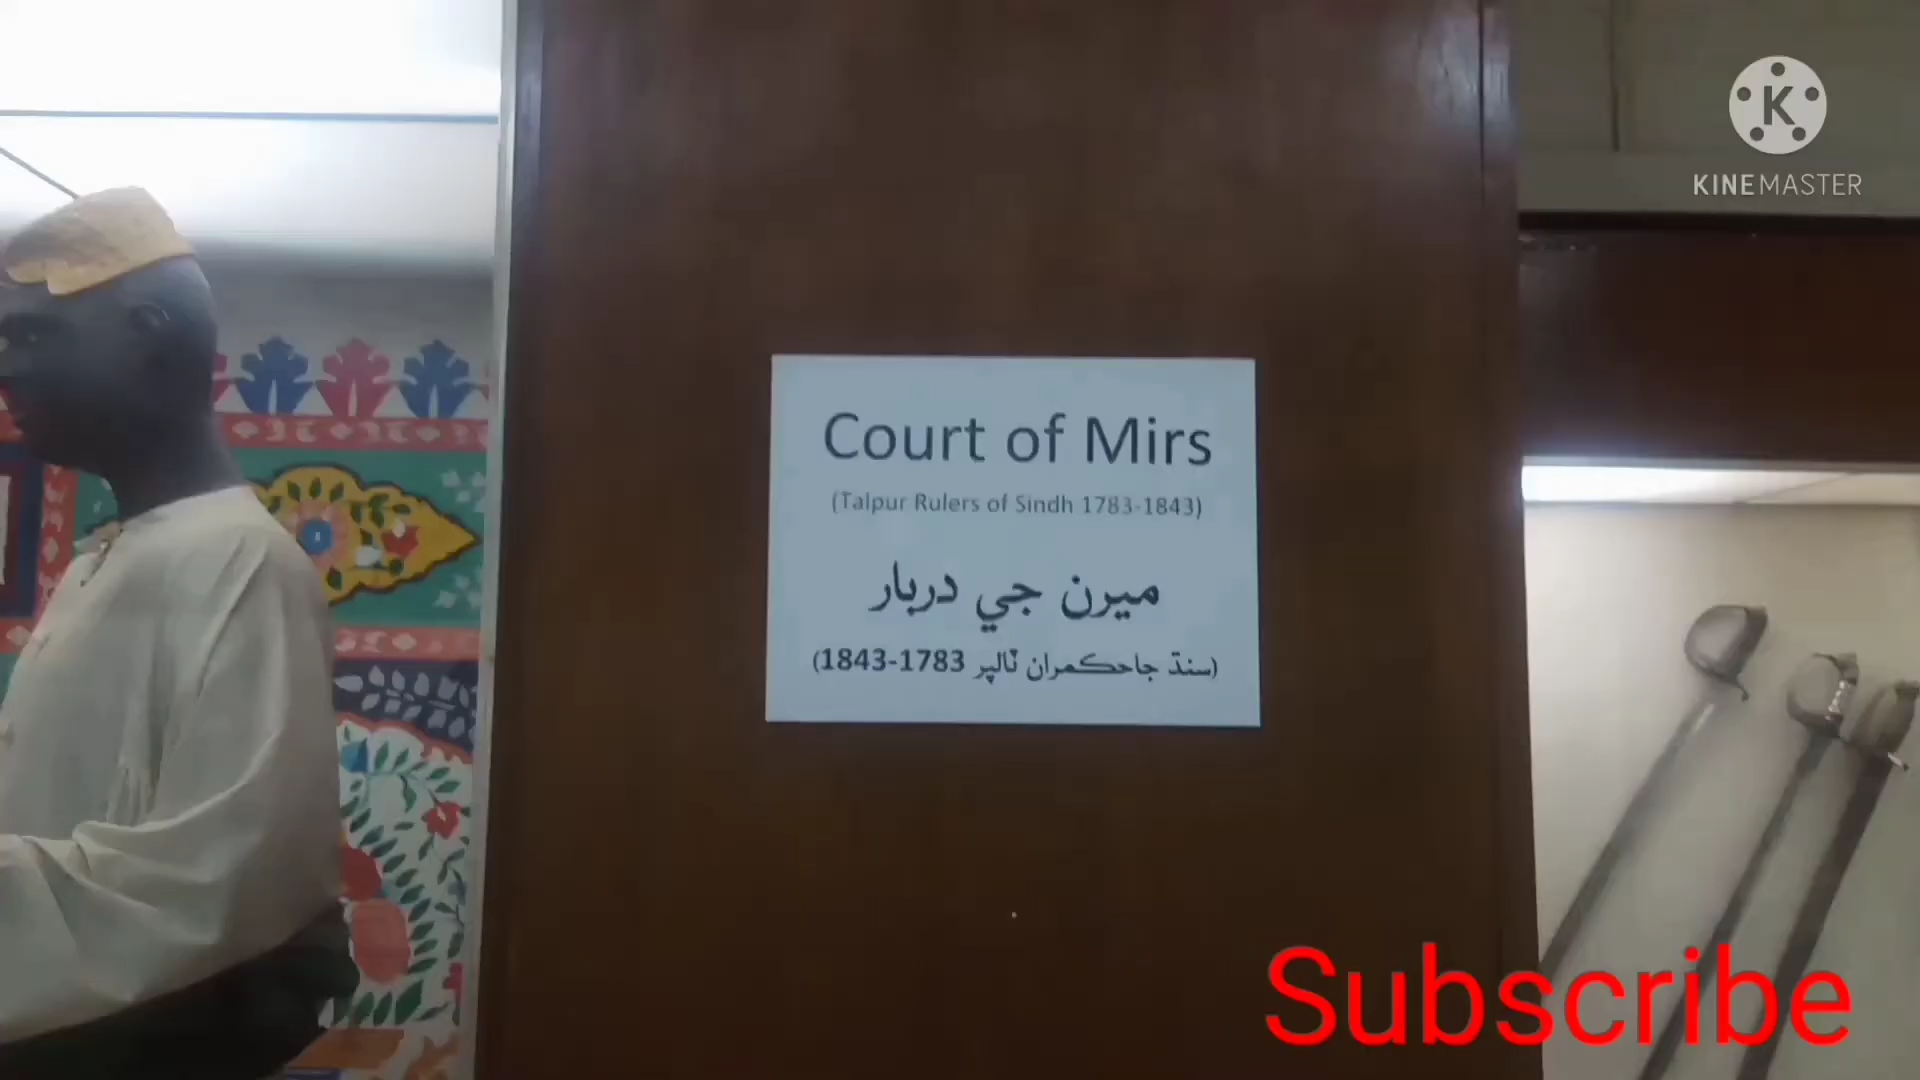 KINEMASTER
Court of Mirs
(Talpur Rulers of Sindh 1783-1843)
ميرن جي دربار
(سنڌ جاحڪمران ٽالپر 1783-1843)
Subscribe